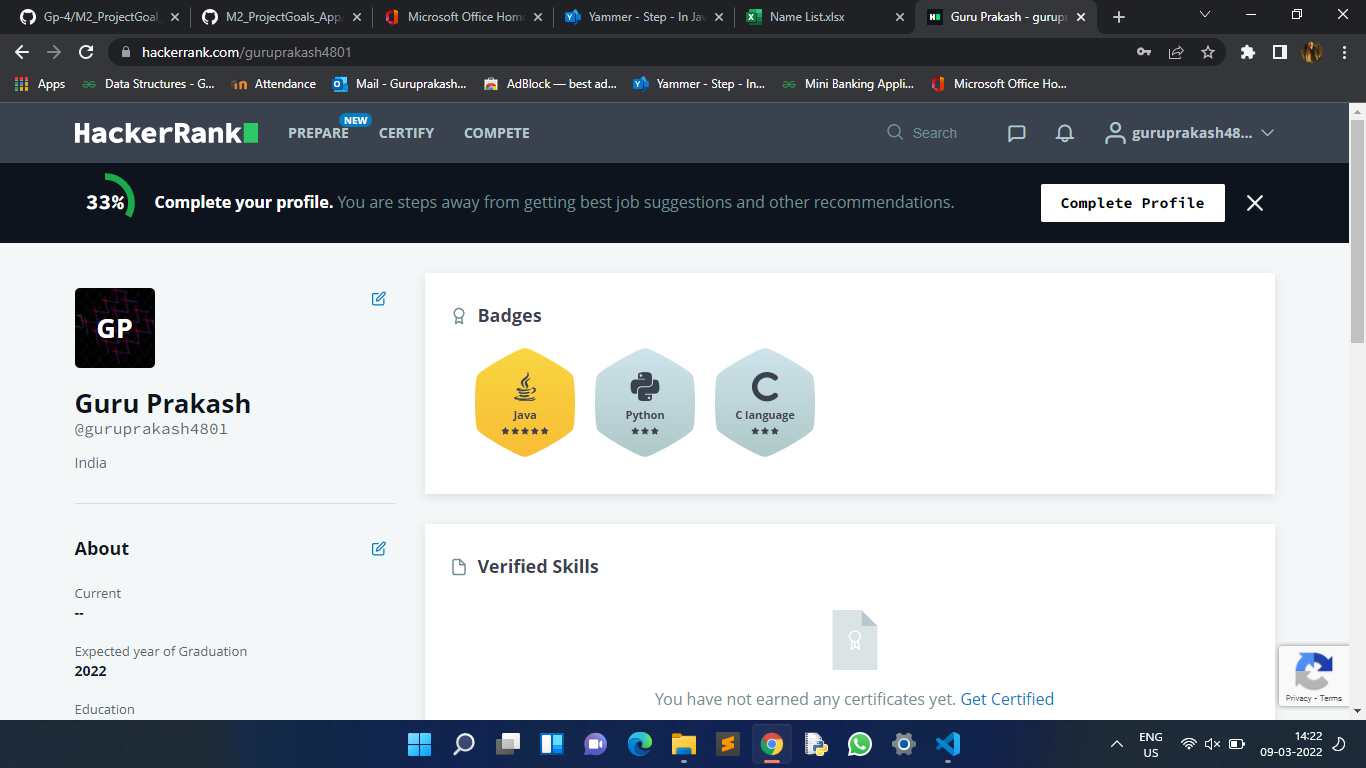 Gp-4/M2_ProjectGoal_
M2_ProjectGoals_App
Microsoft Office Home
Yammer - Step - In Jav
Name List.xlsx
Guru Prakash - gurupr
hackerrank.com/guruprakash4801
Apps
Data Structures - G...
Attendance
Mail - Guruprakash...
AdBlock — best ad...
Yammer - Step - In...
Mini Banking Appli...
Microsoft Office Ho...
HackerRank
PREPARE
NEW
CERTIFY
COMPETE
Search
guruprakash48...
33%
Complete your profile. You are steps away from getting best job suggestions and other recommendations.
Complete Profile
GP
Guru Prakash
@guruprakash4801
India
About
Current
--
Expected year of Graduation
2022
Education
Badges
Java
Python
C language
Verified Skills
You have not earned any certificates yet. Get Certified
Privacy - Terms
ENG
US
14:22
09-03-2022